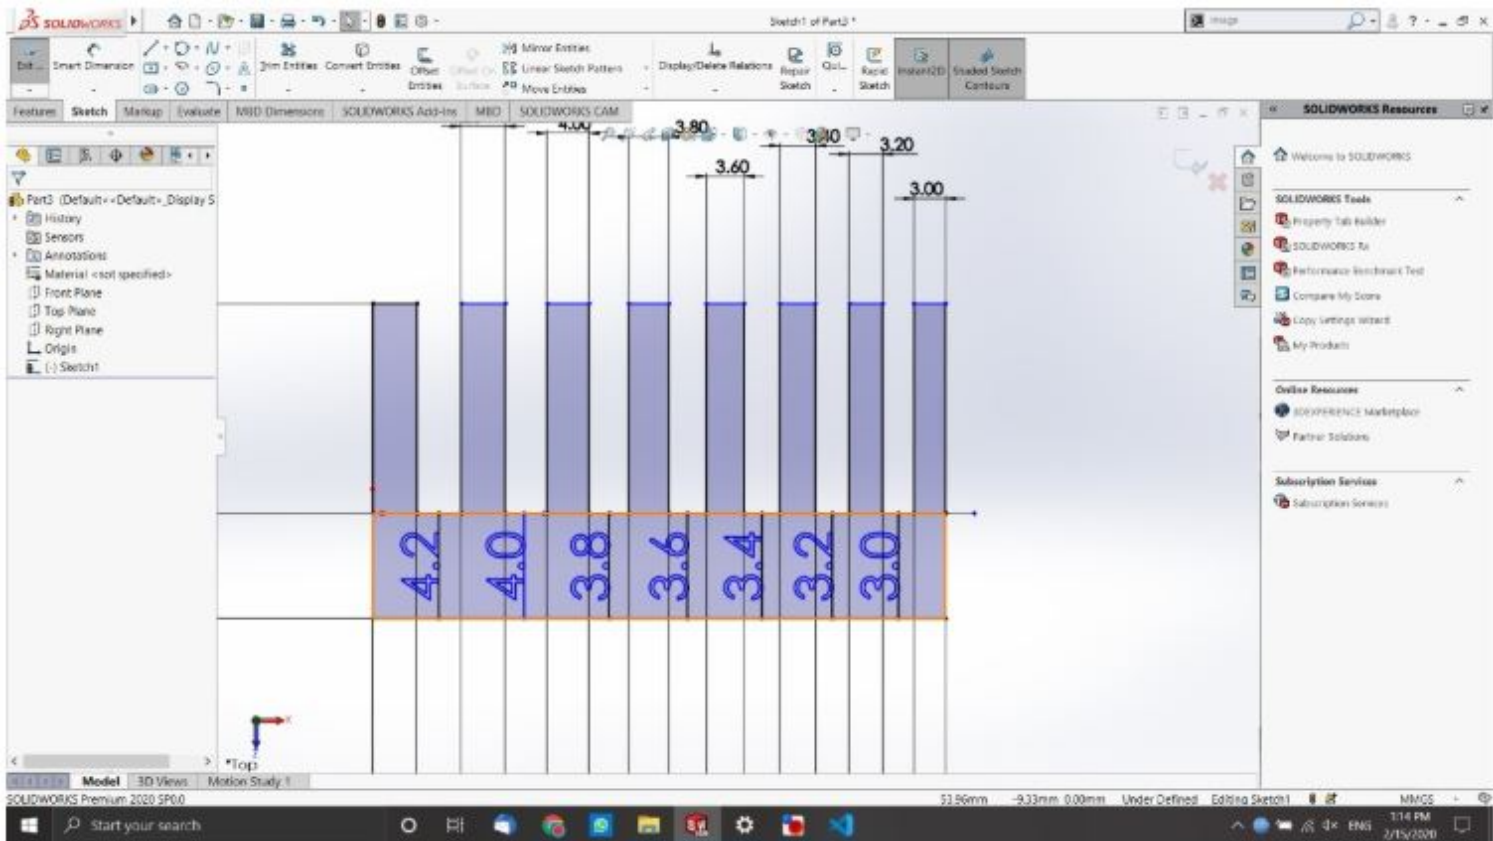 SOLIDWORKS
Sketch1 of Part3 *
Smart Dimension
Trim Entities
Convert Entities
Offset Entities
Mirror Entities
Linear Sketch Pattern
Move Entities
Display/Delete Relations
Repair Sketch
Rapid Sketch
Instant2D
Shaded Sketch Contours
Features Sketch Markup Evaluate MBD Dimensions SOLIDWORKS Add-Ins MBD SOLIDWORKS CAM
SOLIDWORKS Resources
Part3 (Default<<Default>_Display S
History
Sensors
Annotations
Material <not specified>
Front Plane
Top Plane
Right Plane
Origin
(-) Sketch1
4.00
3.80
3.60
3.40
3.20
3.00
4.2
4.0
3.8
3.6
3.4
3.2
3.0
*Top
Welcome to SOLIDWORKS
SOLIDWORKS Tools
Property Tab Builder
SOLIDWORKS Rx
Performance Benchmark Test
Compare My Score
Copy Settings Wizard
My Products
Online Resources
3DEXPERIENCE Marketplace
Partner Solutions
Subscription Services
Subscription Services
Model 3D Views Motion Study 1
SOLIDWORKS Premium 2020 SP0.0
53.96mm -9.33mm 0.00mm Under Defined Editing Sketch1 MMGS
Start your search
ENG
1:14 PM
2/15/2020